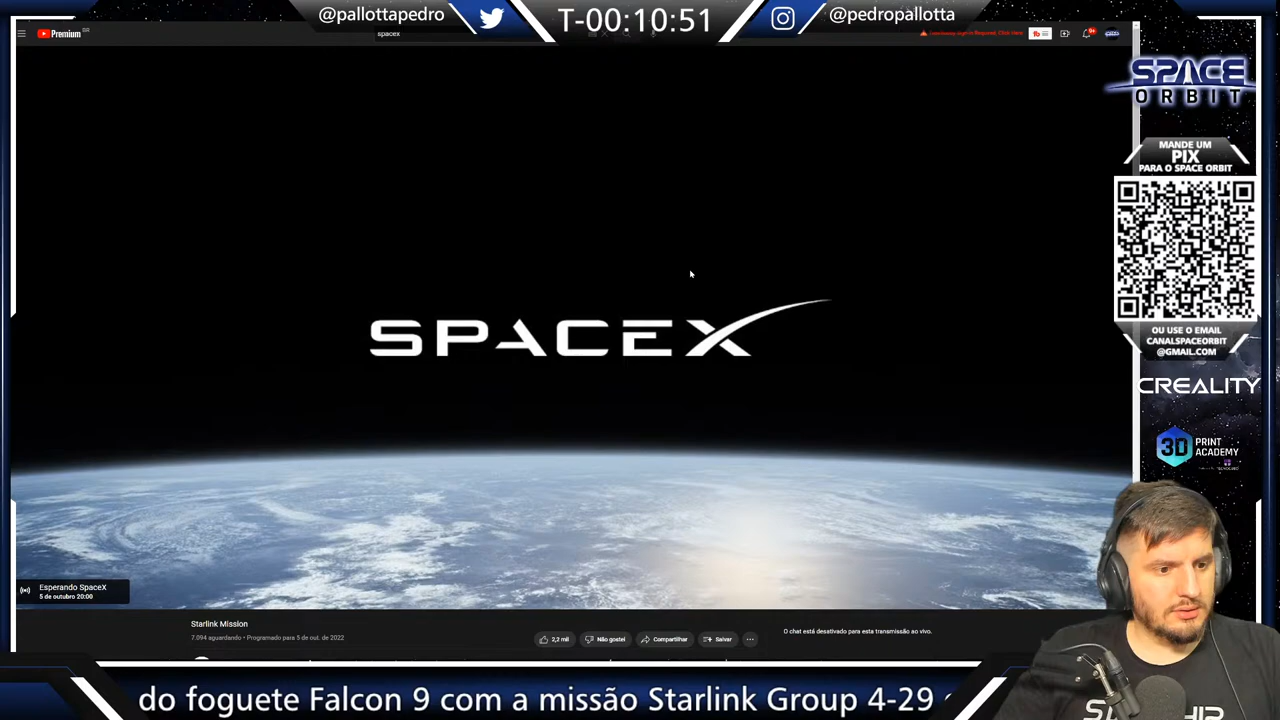 @pallottapedro
T-00:10:51
@pedropallotta
Premium BR
spacex
SPACE
ORBIT
MANDE UM
PIX
PARA O SPACE ORBIT
SPACEX
OU USE O EMAIL
CANALSPACEORBIT
@GMAIL.COM
CREALITY
3D PRINT
ACADEMY
Esperando SpaceX
5 de outubro 20:00
Starlink Mission
7.094 aguardando • Programado para 5 de out. de 2022
2,2 mil
Não gostei
Compartilhar
Salvar
O chat está desativado para esta transmissão ao vivo.
do foguete Falcon 9 com a missão Starlink Group 4-29